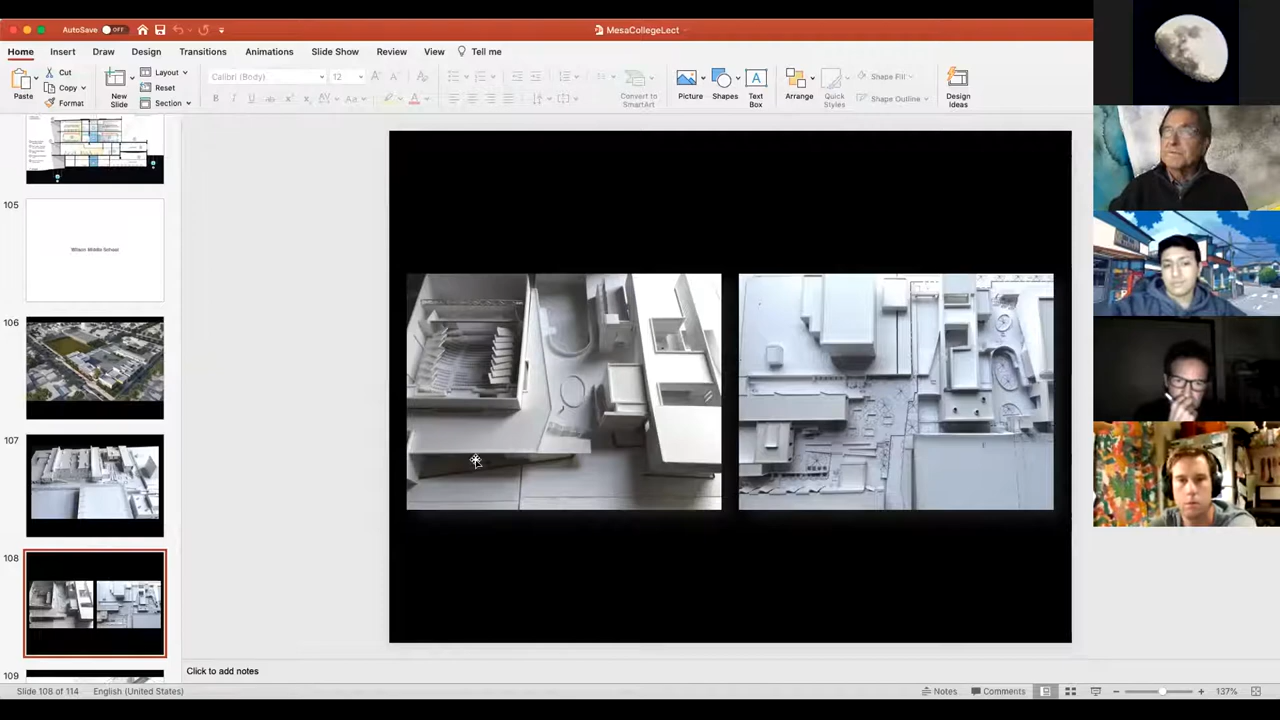 AutoSave OFF
MesaCollegeLect
Home Insert Draw Design Transitions Animations Slide Show Review View Tell me
Paste
Cut
Copy
Format
New Slide
Layout
Reset
Section
Calibri (Body) 12
Convert to SmartArt
Picture
Shapes
Text Box
Arrange
Quick Styles
Shape Fill
Shape Outline
Design Ideas
105
Wilson Middle School
106
107
108
109
Click to add notes
Slide 108 of 114 English (United States) Notes Comments 137%